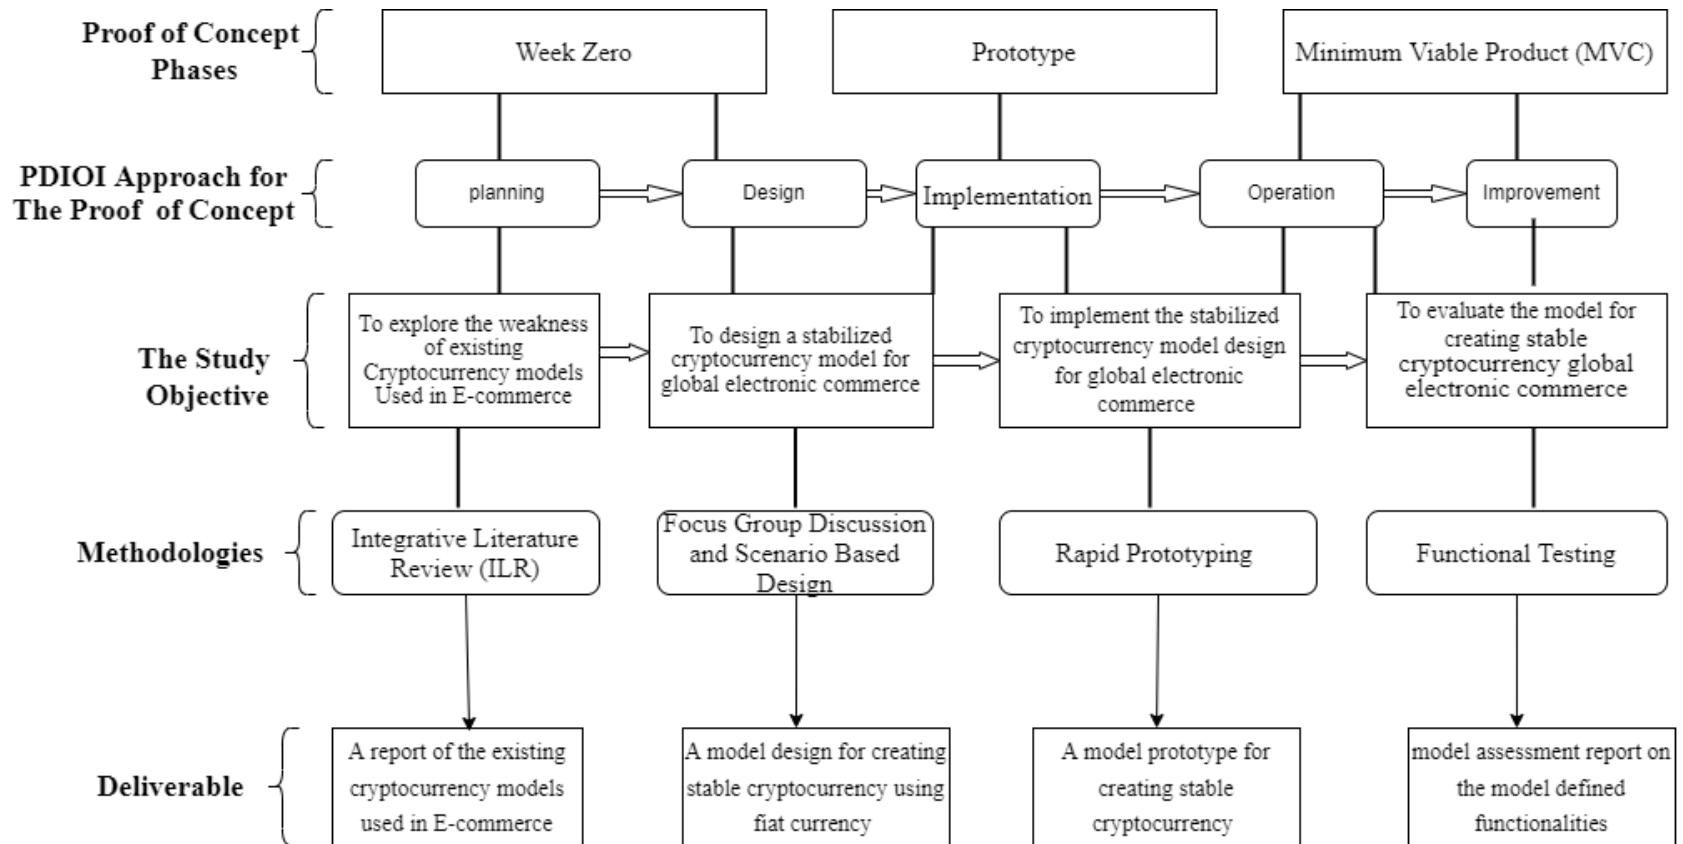 Proof of Concept
Phases
Week Zero
Prototype
Minimum Viable Product (MVC)
PDIOI Approach for
The Proof of Concept
planning
Design
Implementation
Operation
Improvement
The Study
Objective
To explore the weakness
of existing
Cryptocurrency models
Used in E-commerce
To design a stabilized
cryptocurrency model for
global electronic commerce
To implement the stabilized
cryptocurrency model design
for global electronic
commerce
To evaluate the model for
creating stable
cryptocurrency global
electronic commerce
Methodologies
Integrative Literature
Review (ILR)
Focus Group Discussion
and Scenario Based
Design
Rapid Prototyping
Functional Testing
Deliverable
A report of the existing
cryptocurrency models
used in E-commerce
A model design for creating
stable cryptocurrency using
fiat currency
A model prototype for
creating stable
cryptocurrency
model assessment report on
the model defined
functionalities